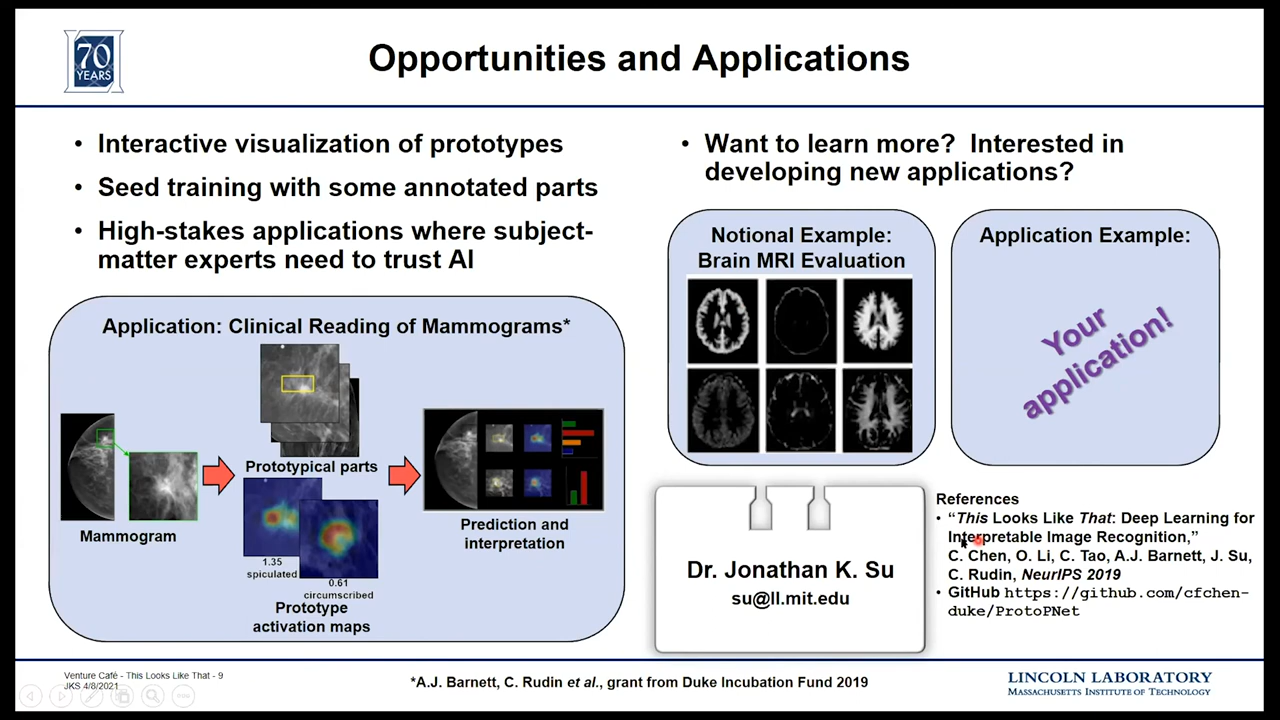 70
YEARS
Opportunities and Applications
• Interactive visualization of prototypes
• Seed training with some annotated parts
• High-stakes applications where subject-
matter experts need to trust AI
Application: Clinical Reading of Mammograms*
Mammogram
Prototypical parts
1.35
spiculated
0.61
circumscribed
Prototype
activation maps
Prediction and
interpretation
• Want to learn more? Interested in
developing new applications?
Notional Example:
Brain MRI Evaluation
Application Example:
Your
application!
Dr. Jonathan K. Su
su@ll.mit.edu
References
• “This Looks Like That: Deep Learning for
Interpretable Image Recognition,”
C. Chen, O. Li, C. Tao, A.J. Barnett, J. Su,
C. Rudin, NeurIPS 2019
• GitHub https://github.com/cfchen-
duke/ProtoPNet
Venture Café - This Looks Like That - 9
JKS 4/8/2021
*A.J. Barnett, C. Rudin et al., grant from Duke Incubation Fund 2019
LINCOLN LABORATORY
MASSACHUSETTS INSTITUTE OF TECHNOLOGY